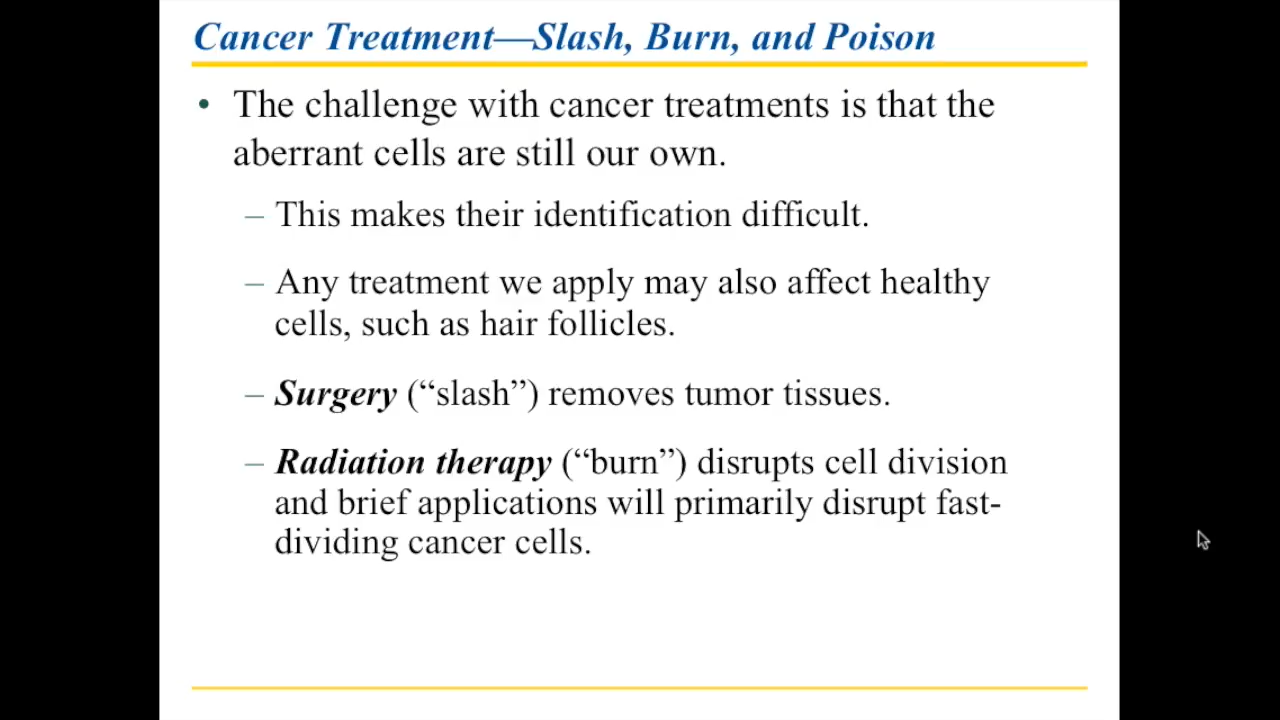 Cancer Treatment—Slash, Burn, and Poison
• The challenge with cancer treatments is that the
aberrant cells are still our own.
– This makes their identification difficult.
– Any treatment we apply may also affect healthy
cells, such as hair follicles.
– Surgery (“slash”) removes tumor tissues.
– Radiation therapy (“burn”) disrupts cell division
and brief applications will primarily disrupt fast-
dividing cancer cells.